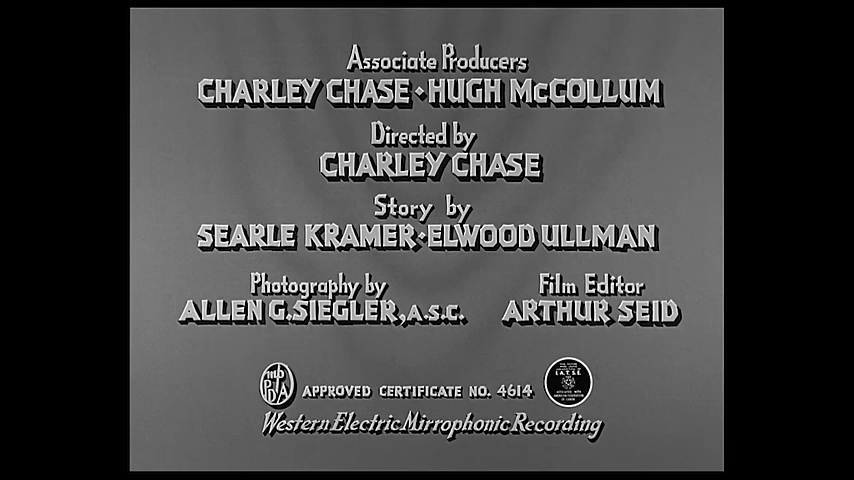 Associate Producers
CHARLEY CHASE • HUGH McCOLLUM
Directed by
CHARLEY CHASE
Story by
SEARLE KRAMER • ELWOOD ULLMAN
Photography by
ALLEN G. SIEGLER, A.S.C.
Film Editor
ARTHUR SEID
MPPDA
APPROVED CERTIFICATE NO. 4614
I.A.T.S.E.
Western Electric Mirrophonic Recording